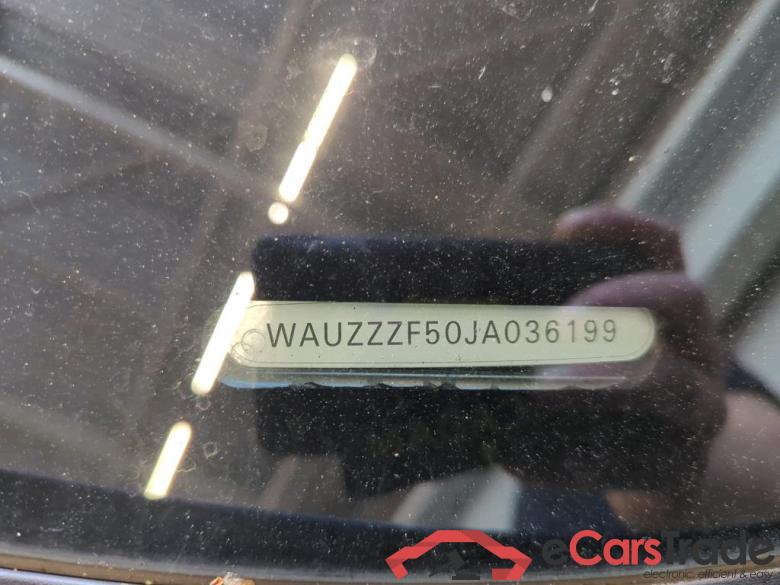 WAUZZZF50JA036199
eCarsTrade
electronic, efficient & easy